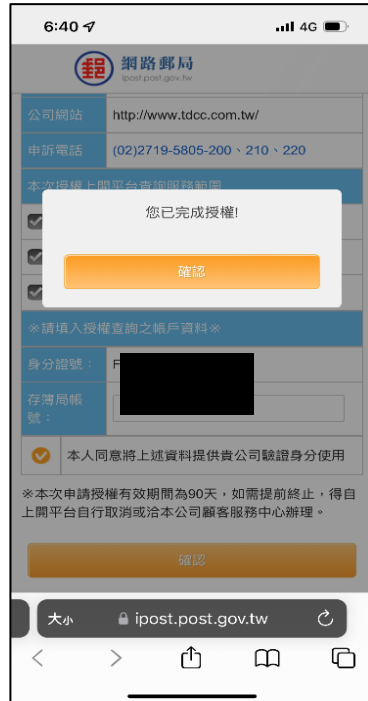 6:40
4G
郵
網路郵局
ipost.post.gov.tw
公司網站 http://www.tdcc.com.tw/
申訴電話 (02)2719-5805-200、210、220
本次授權上開平台查詢服務範圍
您已完成授權!
確認
※請填入授權查詢之帳戶資料※
身分證號： F
存簿局帳
號：
本人同意將上述資料提供貴公司驗證身分使用
※本次申請授權有效期間為90天，如需提前終止，得自
上開平台自行取消或洽本公司顧客服務中心辦理。
確認
大小 ipost.post.gov.tw